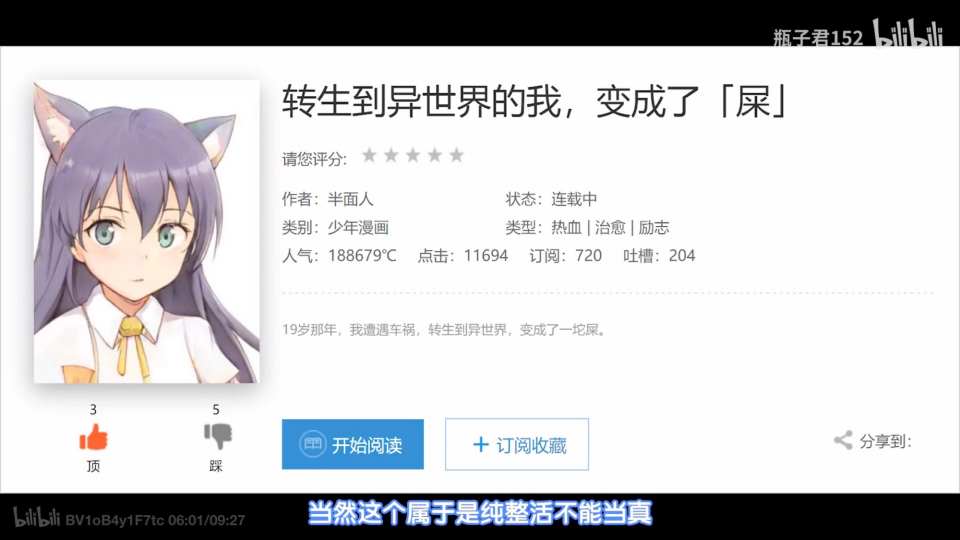 瓶子君152 bilibili
转生到异世界的我，变成了「屎」
请您评分：
作者：半面人 状态：连载中
类别：少年漫画 类型：热血 | 治愈 | 励志
人气：188679℃ 点击：11694 订阅：720 吐槽：204
19岁那年，我遭遇车祸，转生到异世界，变成了一坨屎。
3 5
顶 踩
开始阅读 + 订阅收藏 分享到：
bilibili BV1oB4y1F7tc 06:01/09:27
当然这个属于是纯整活不能当真